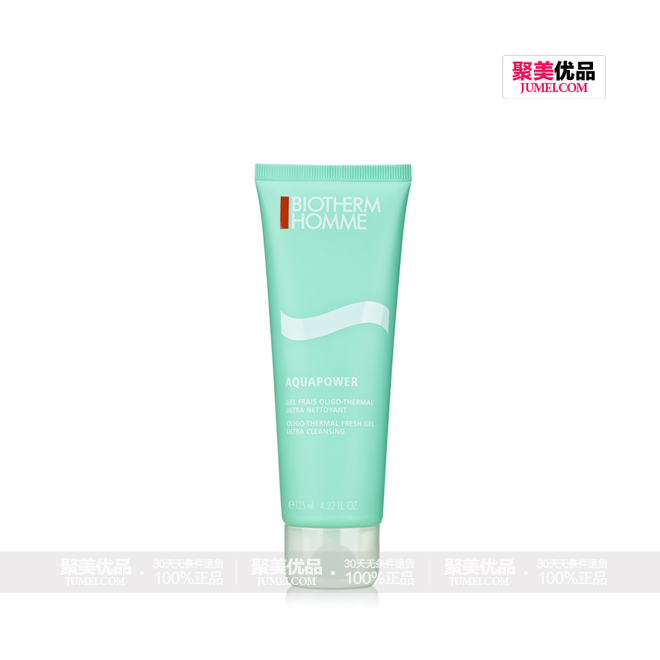 聚美优品
JUMEI.COM
BIOTHERM
HOMME
AQUAPOWER
GEL FRAIS OLIGO-THERMAL
ULTRA NETTOYANT
OLIGO-THERMAL FRESH GEL
ULTRA CLEANSING
℮125 ml 4.22 FL.OZ.
聚美优品 · 30天无条件退货 聚美优品 · 30天无条件退货 聚美优品 · 30天无条件退货
JUMEI.COM 100%正品 JUMEI.COM 100%正品 JUMEI.COM 100%正品